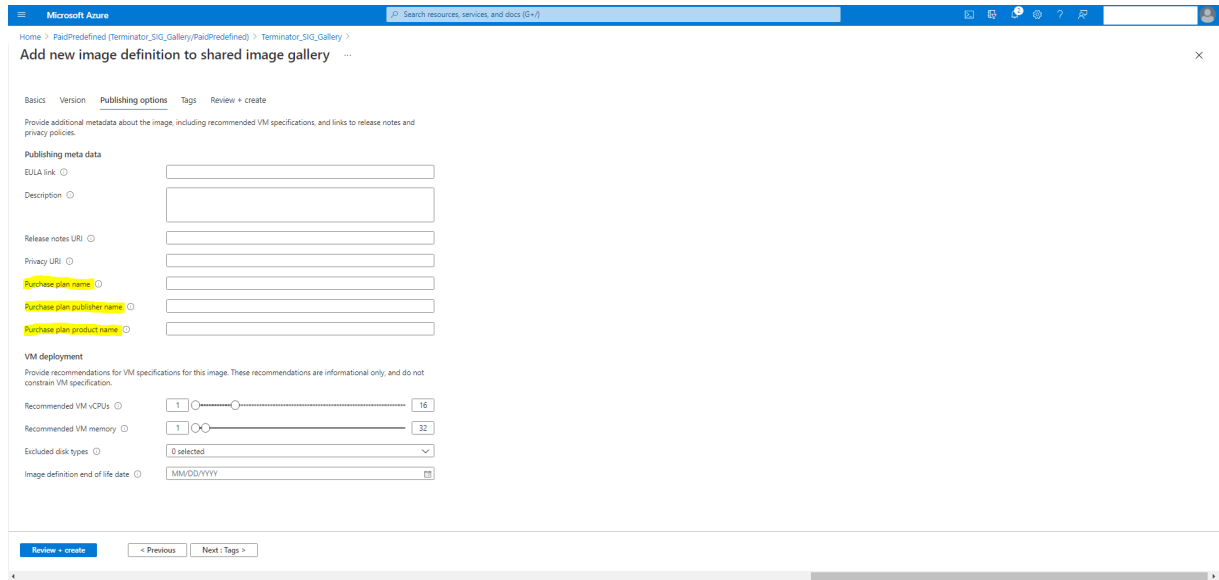 Microsoft Azure
Search resources, services, and docs (G+/)
2
Home > PaidPredefined (Terminator_SIG_Gallery/PaidPredefined) > Terminator_SIG_Gallery >
Add new image definition to shared image gallery ...
Basics Version Publishing options Tags Review + create
Provide additional metadata about the image, including recommended VM specifications, and links to release notes and
privacy policies.
Publishing meta data
EULA link
Description
Release notes URI
Privacy URI
Purchase plan name
Purchase plan publisher name
Purchase plan product name
VM deployment
Provide recommendations for VM specifications for this image. These recommendations are informational only, and do not
constrain VM specification.
Recommended VM vCPUs 1 16
Recommended VM memory 1 32
Excluded disk types 0 selected
Image definition end of life date MM/DD/YYYY
Review + create < Previous Next : Tags >